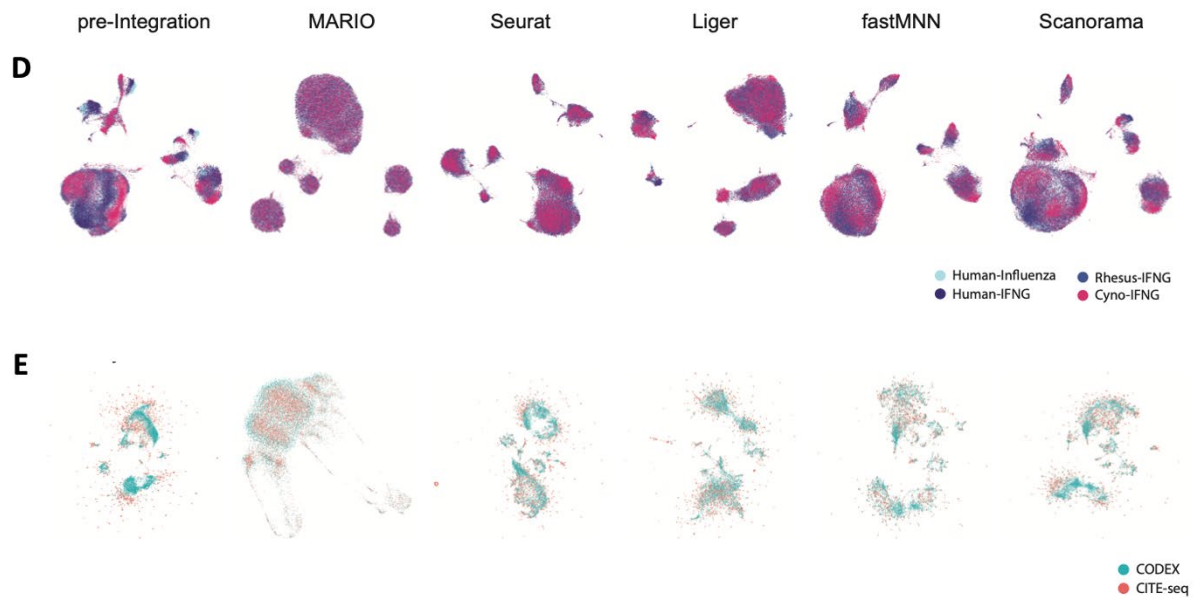 pre-Integration MARIO Seurat Liger fastMNN Scanorama
D
Human-Influenza Rhesus-IFNG
Human-IFNG Cyno-IFNG
E
CODEX
CITE-seq